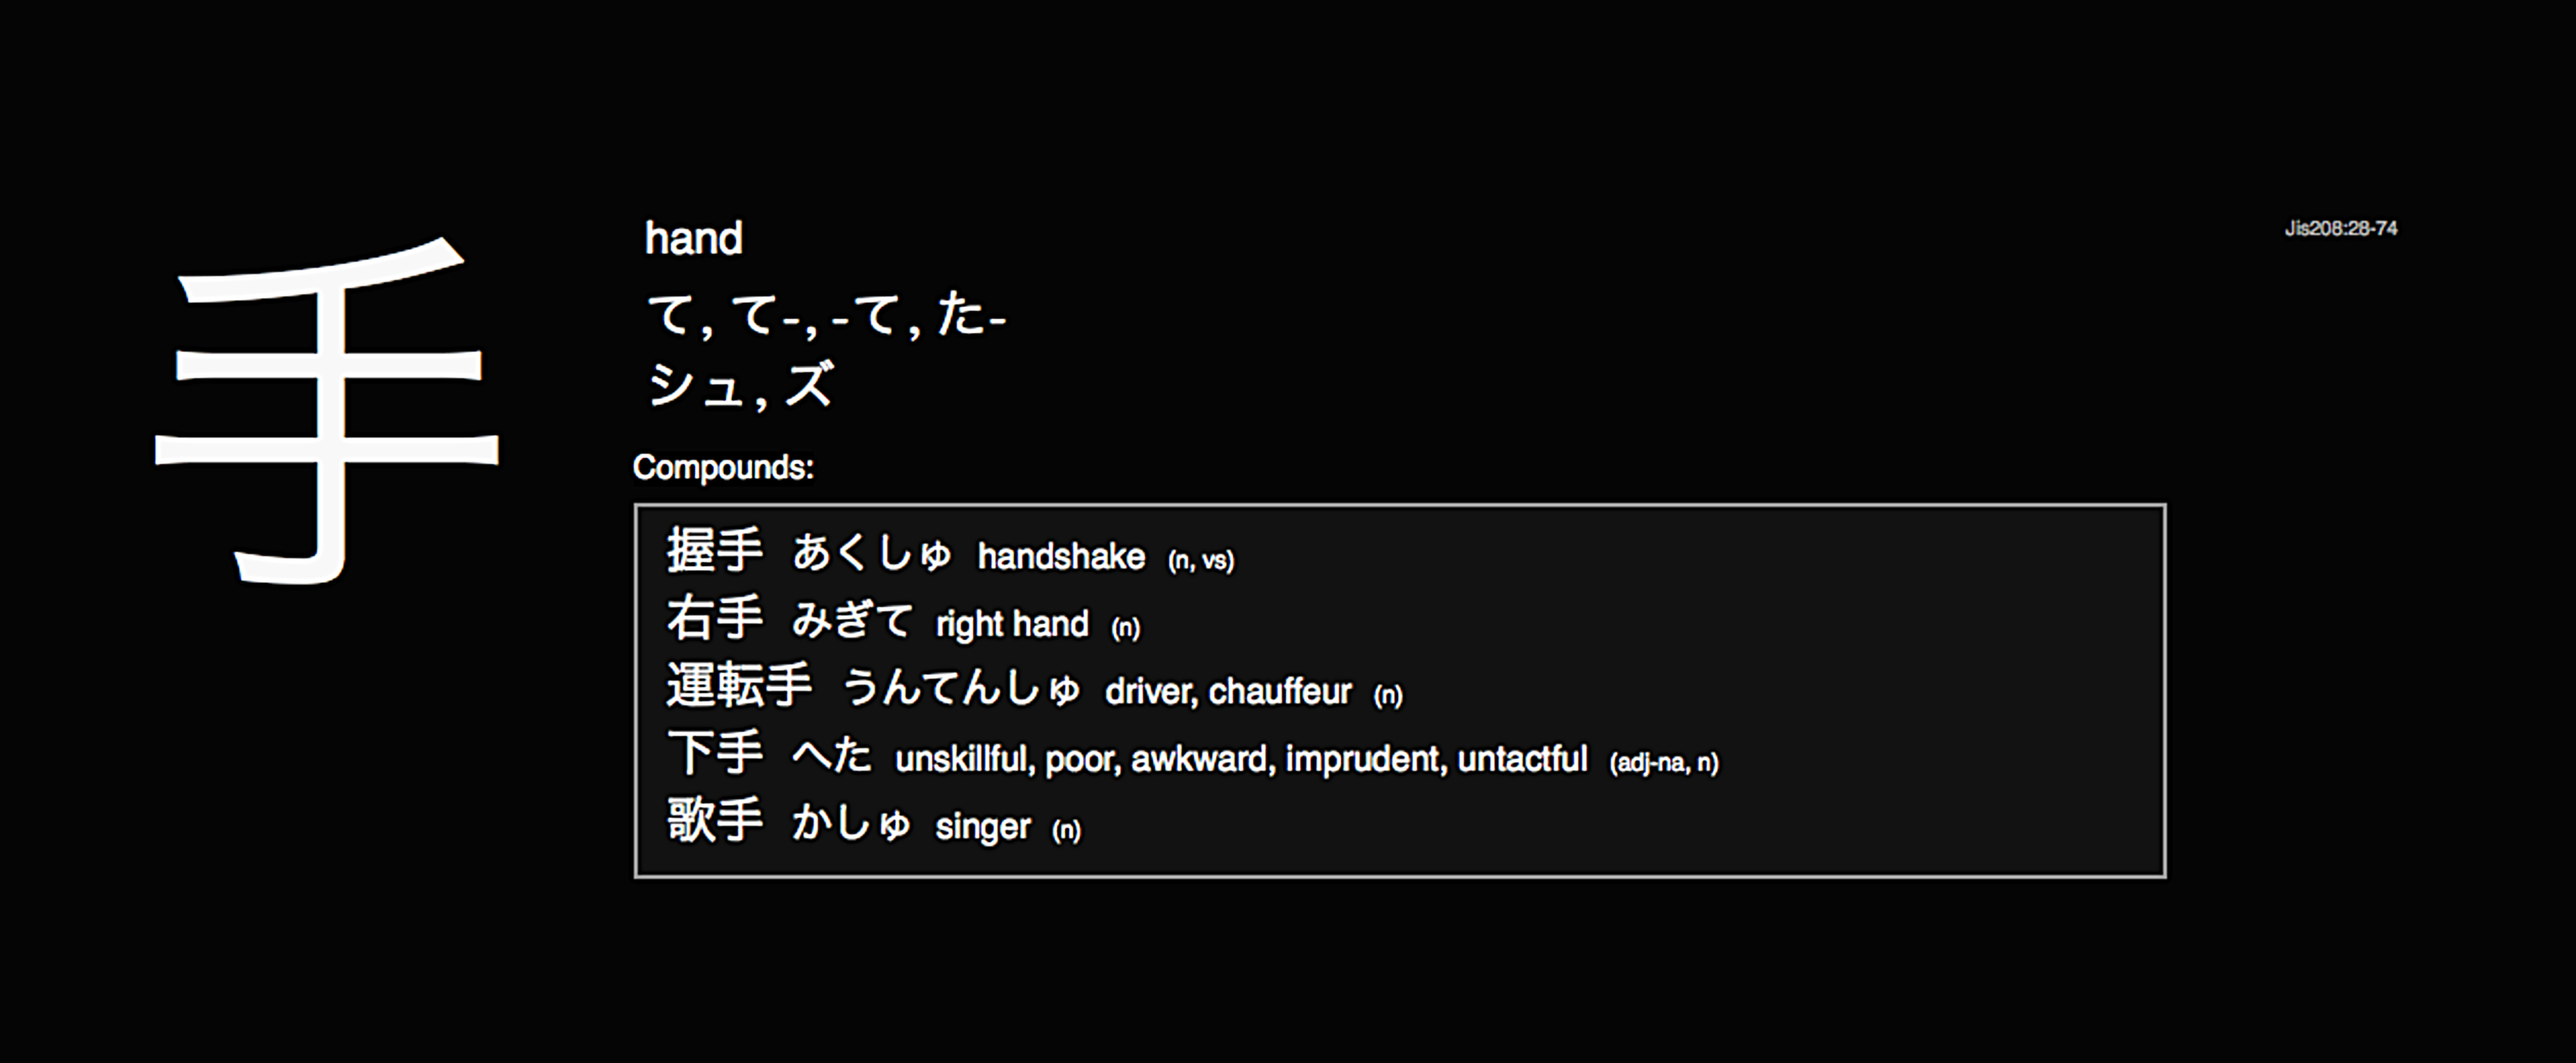 手
hand
Jis208:28-74
て, て-, -て, た-
シュ, ズ
Compounds:
握手 あくしゅ handshake (n, vs)
右手 みぎて right hand (n)
運転手 うんてんしゅ driver, chauffeur (n)
下手 へた unskillful, poor, awkward, imprudent, untactful (adj-na, n)
歌手 かしゅ singer (n)